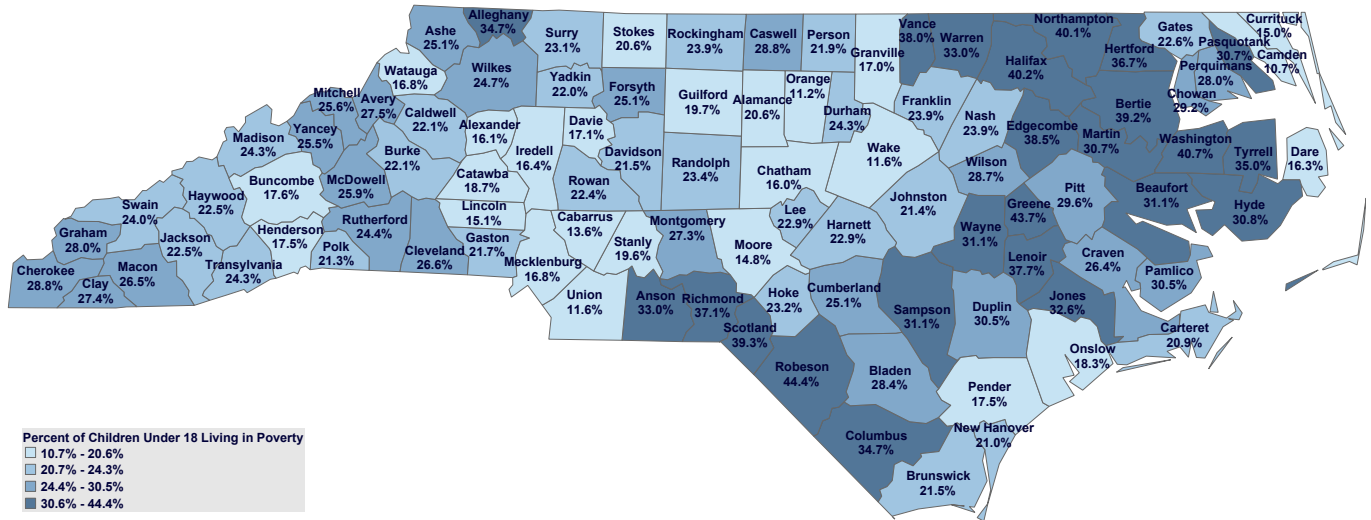 Alleghany
34.7%
Ashe
25.1%
Surry
23.1%
Stokes
20.6%
Rockingham
23.9%
Caswell
28.8%
Person
21.9%
Granville
17.0%
Vance
38.0%
Warren
33.0%
Northampton
40.1%
Gates
22.6%
Currituck
15.0%
Pasquotank
30.7%
Camden
10.7%
Hertford
36.7%
Halifax
40.2%
Perquimans
28.0%
Chowan
29.2%
Watauga
16.8%
Wilkes
24.7%
Yadkin
22.0%
Forsyth
25.1%
Guilford
19.7%
Alamance
20.6%
Orange
11.2%
Durham
24.3%
Franklin
23.9%
Nash
23.9%
Edgecombe
38.5%
Bertie
39.2%
Martin
30.7%
Washington
40.7%
Tyrrell
35.0%
Dare
16.3%
Mitchell
25.6%
Avery
27.5%
Caldwell
22.1%
Alexander
16.1%
Iredell
16.4%
Davie
17.1%
Davidson
21.5%
Randolph
23.4%
Chatham
16.0%
Wake
11.6%
Wilson
28.7%
Pitt
29.6%
Beaufort
31.1%
Hyde
30.8%
Madison
24.3%
Yancey
25.5%
Burke
22.1%
Catawba
18.7%
Rowan
22.4%
Johnston
21.4%
Greene
43.7%
Buncombe
17.6%
McDowell
25.9%
Lincoln
15.1%
Haywood
22.5%
Swain
24.0%
Graham
28.0%
Jackson
22.5%
Henderson
17.5%
Rutherford
24.4%
Polk
21.3%
Cleveland
26.6%
Gaston
21.7%
Cabarrus
13.6%
Stanly
19.6%
Montgomery
27.3%
Moore
14.8%
Lee
22.9%
Harnett
22.9%
Wayne
31.1%
Lenoir
37.7%
Craven
26.4%
Pamlico
30.5%
Cherokee
28.8%
Clay
27.4%
Macon
26.5%
Transylvania
24.3%
Mecklenburg
16.8%
Union
11.6%
Anson
33.0%
Richmond
37.1%
Scotland
39.3%
Hoke
23.2%
Cumberland
25.1%
Sampson
31.1%
Duplin
30.5%
Jones
32.6%
Carteret
20.9%
Onslow
18.3%
Robeson
44.4%
Bladen
28.4%
Pender
17.5%
New Hanover
21.0%
Columbus
34.7%
Brunswick
21.5%
Percent of Children Under 18 Living in Poverty
10.7% - 20.6%
20.7% - 24.3%
24.4% - 30.5%
30.6% - 44.4%